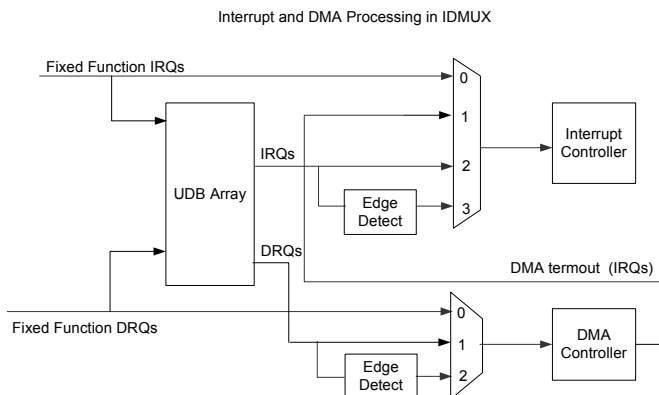 Interrupt and DMA Processing in IDMUX
Fixed Function IRQs
0
1
Interrupt
Controller
IRQs
2
UDB Array
Edge
Detect
3
DRQs
DMA termout (IRQs)
0
Fixed Function DRQs
1
DMA
Controller
Edge
Detect
2